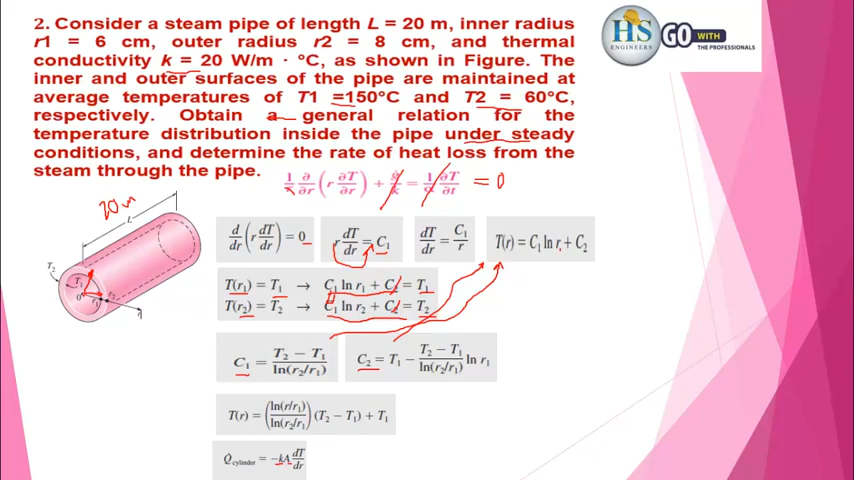 2. Consider a steam pipe of length L = 20 m, inner radius
r1 = 6 cm, outer radius r2 = 8 cm, and thermal
conductivity k = 20 W/m · °C, as shown in Figure. The
inner and outer surfaces of the pipe are maintained at
average temperatures of T1 =150°C and T2 = 60°C,
respectively. Obtain a general relation for the
temperature distribution inside the pipe under steady
conditions, and determine the rate of heat loss from the
steam through the pipe.
HS
ENGINEERS
GO WITH
THE PROFESSIONALS
1/r ∂/∂r (r ∂T/∂r) + ġ/k = 1/α ∂T/∂t = 0
20m
L
T₂
T₁
r₂
0
r₁
r
d/dr (r dT/dr) = 0
r dT/dr = C₁
dT/dr = C₁/r
T(r) = C₁ ln r + C₂
T(r₁) = T₁ → C₁ ln r₁ + C₂ = T₁
T(r₂) = T₂ → C₁ ln r₂ + C₂ = T₂
C₁ = (T₂ − T₁)/ln(r₂/r₁)
C₂ = T₁ − (T₂ − T₁)/ln(r₂/r₁) ln r₁
T(r) = (ln(r/r₁)/ln(r₂/r₁)) (T₂ − T₁) + T₁
Q̇cylinder = −kA dT/dr